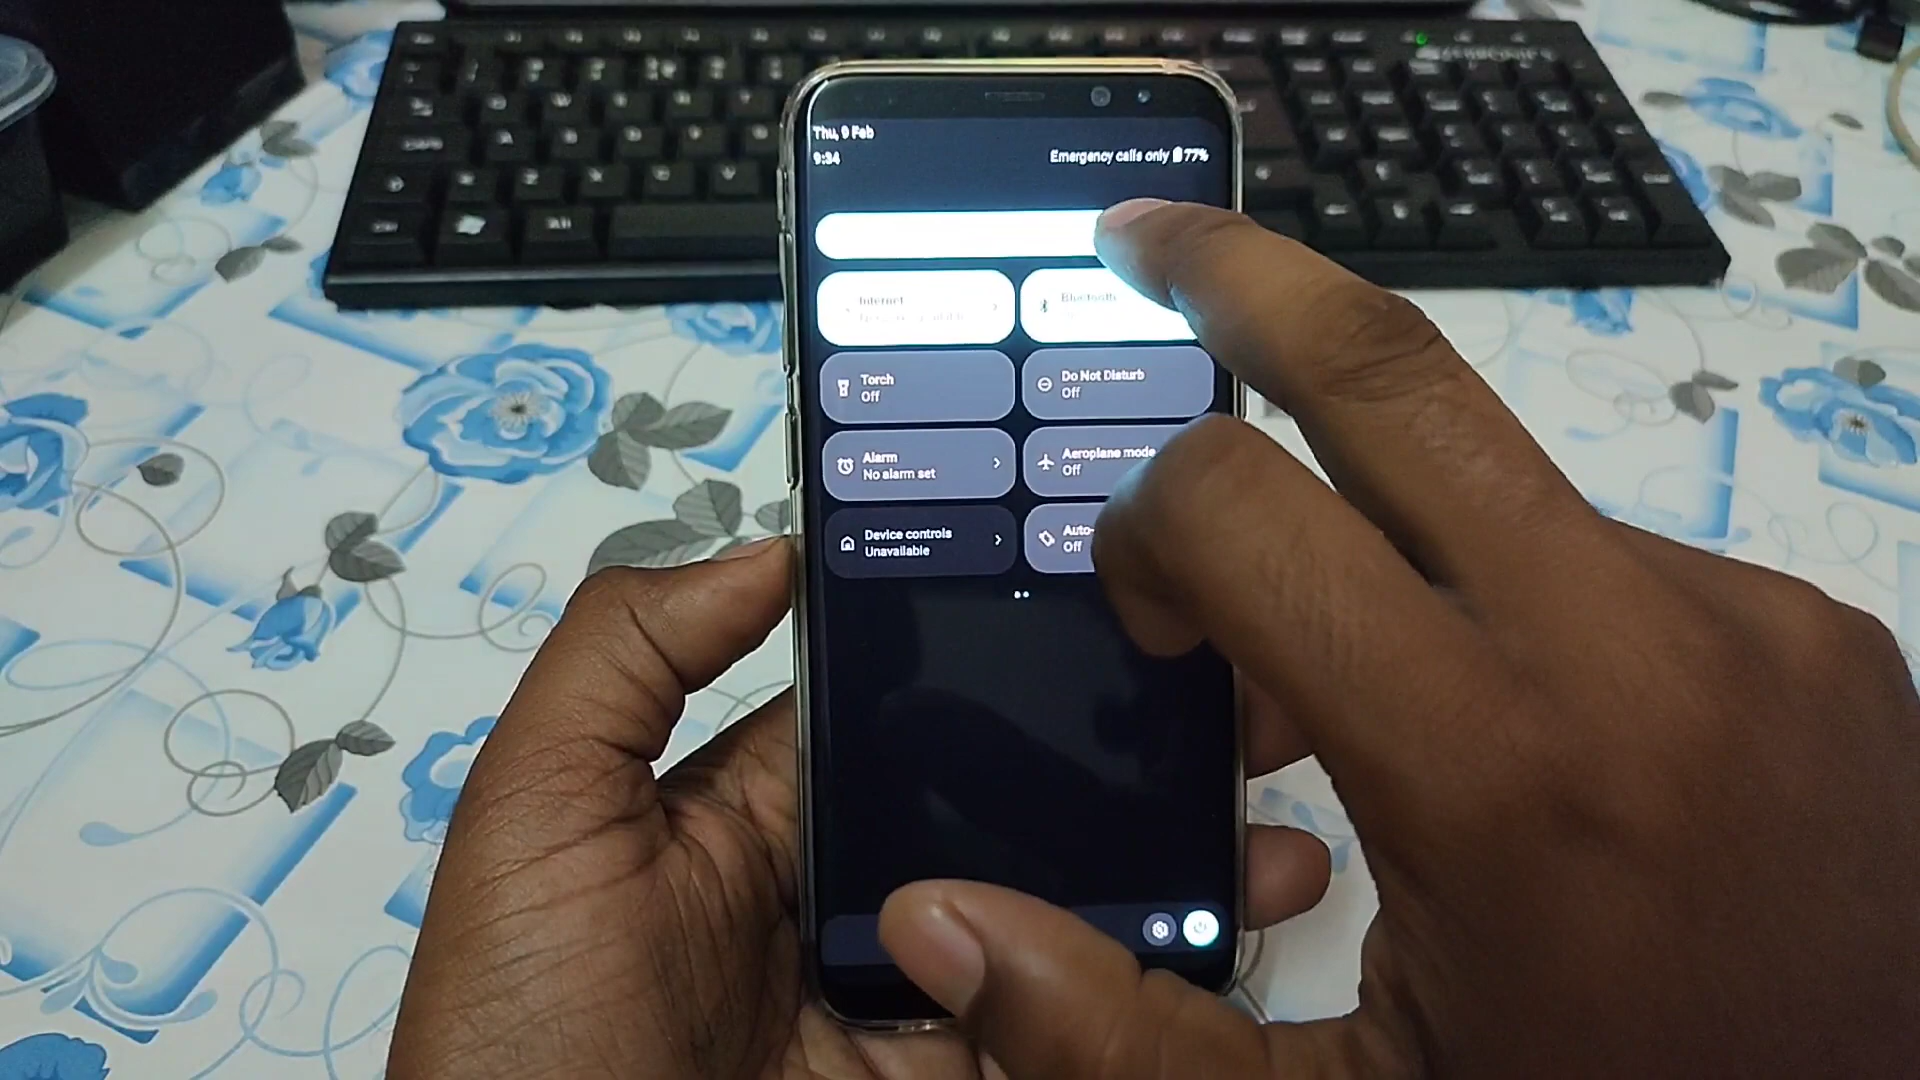 ZEBRONICS
Thu, 9 Feb
9:34
Emergency calls only 77%
Internet
Bluetooth
Torch
Off
Do Not Disturb
Off
Alarm
No alarm set
Aeroplane mode
Off
Device controls
Unavailable
Auto-
Off